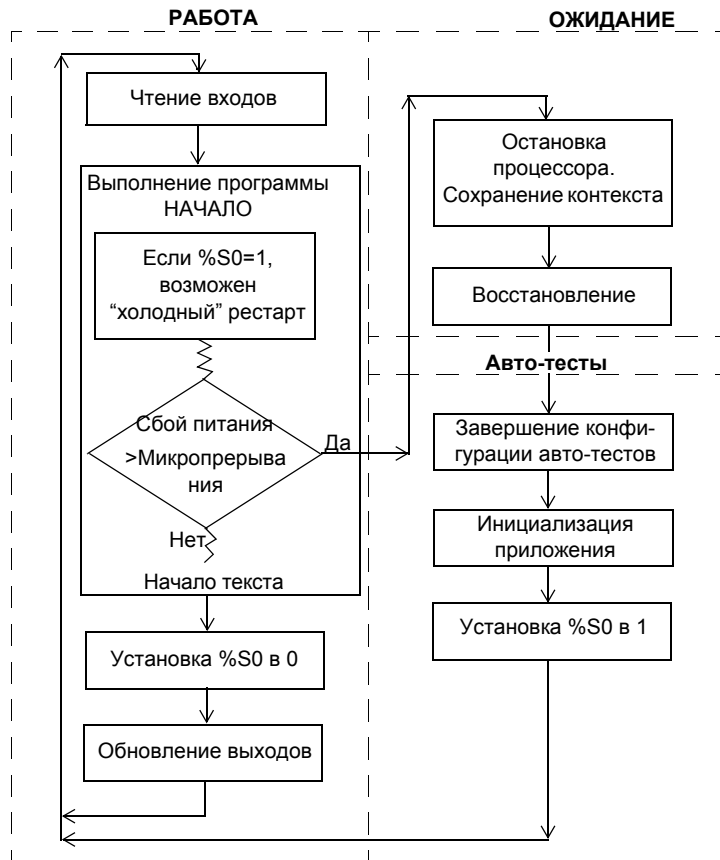 РАБОТА
ОЖИДАНИЕ
Чтение входов
Выполнение программы
НАЧАЛО
Если %S0=1,
возможен
“холодный” рестарт
Сбой питания
>Микропрерыва
ния
Да
Нет
Начало текста
Установка %S0 в 0
Обновление выходов
Остановка
процессора.
Сохранение контекста
Восстановление
Авто-тесты
Завершение конфи-
гурации авто-тестов
Инициализация
приложения
Установка %S0 в 1